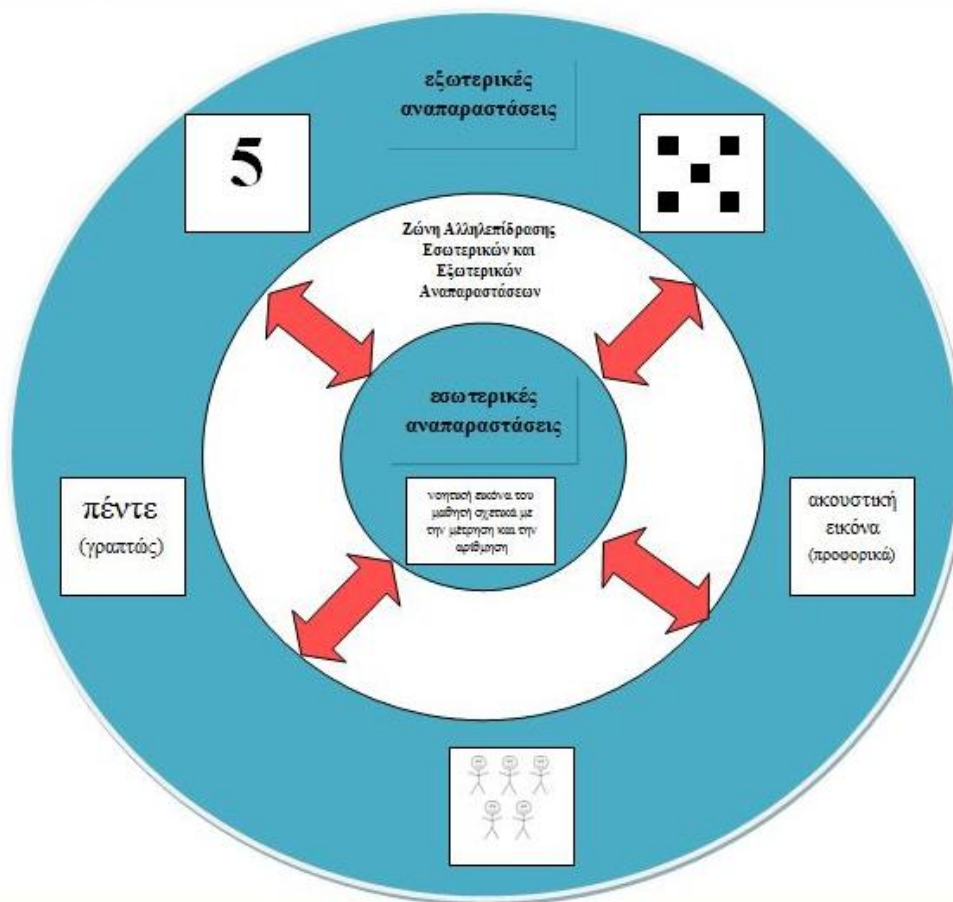 εξωτερικές
αναπαραστάσεις
5
Ζώνη Αλληλεπίδρασης
Εσωτερικών και
Εξωτερικών
Αναπαραστάσεων
εσωτερικές
αναπαραστάσεις
νοητική εικόνα του
μαθητή σχετικά με
την μέτρηση και την
αρίθμηση
πέντε
(γραπτώς)
ακουστική
εικόνα
(προφορικά)